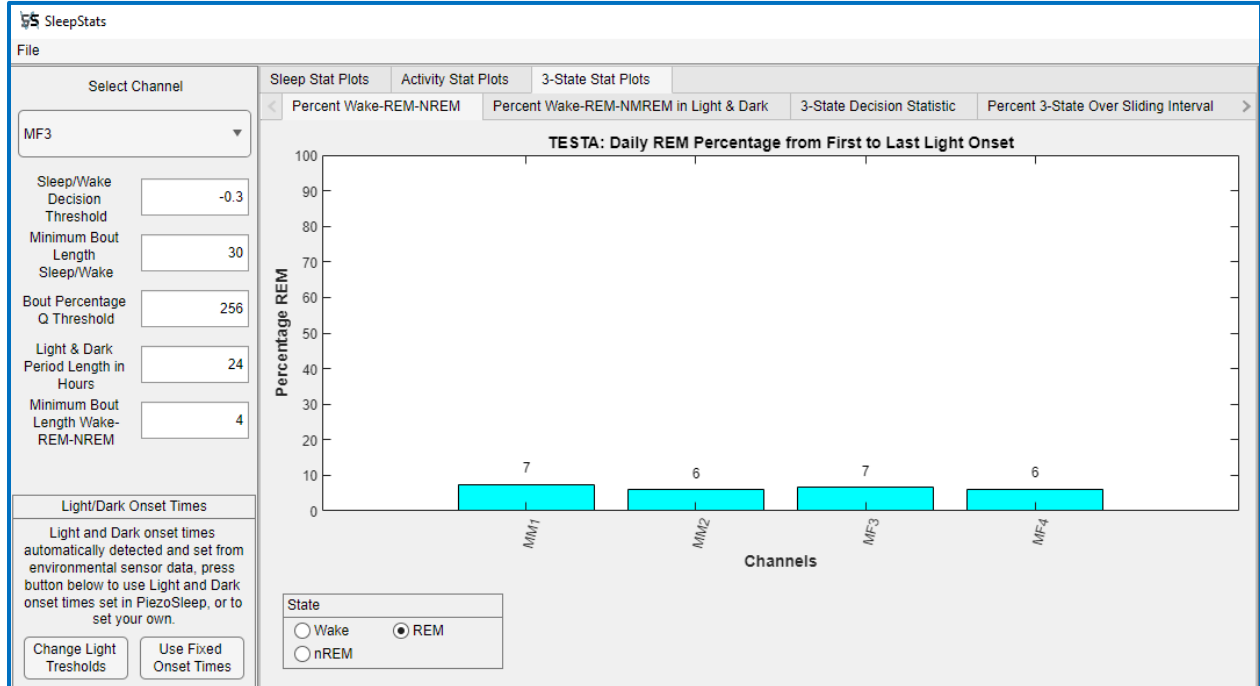 SS SleepStats
File
Select Channel
MF3
Sleep/Wake
Decision
Threshold
-0.3
Minimum Bout
Length
Sleep/Wake
30
Bout Percentage
Q Threshold
256
Light & Dark
Period Length in
Hours
24
Minimum Bout
Length Wake-
REM-NREM
4
Light/Dark Onset Times
Light and Dark onset times
automatically detected and set from
environmental sensor data, press
button below to use Light and Dark
onset times set in PiezoSleep, or to
set your own.
Change Light
Tresholds
Use Fixed
Onset Times
Sleep Stat Plots
Activity Stat Plots
3-State Stat Plots
Percent Wake-REM-NREM
Percent Wake-REM-NMREM in Light & Dark
3-State Decision Statistic
Percent 3-State Over Sliding Interval
TESTA: Daily REM Percentage from First to Last Light Onset
Percentage REM
100
90
80
70
60
50
40
30
20
10
0
7
6
7
6
MM1
MM2
MF3
MF4
Channels
State
Wake
REM
nREM